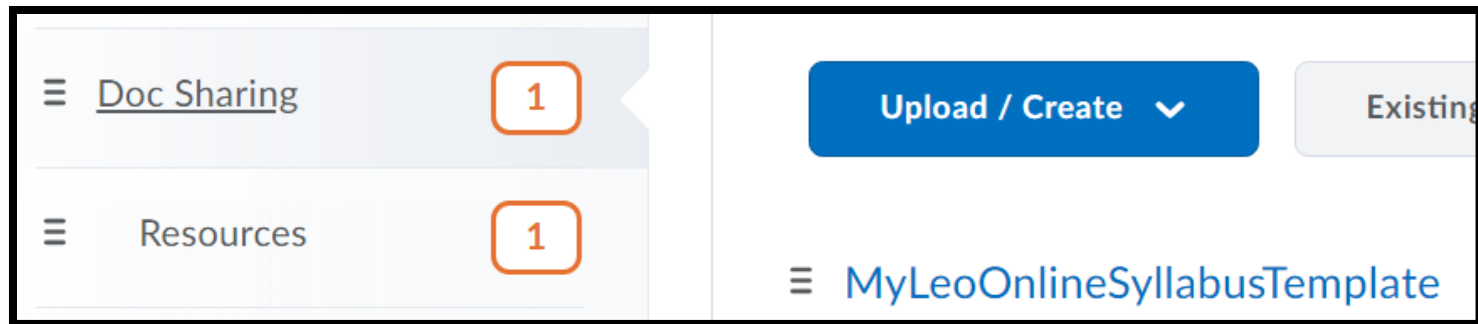 Doc Sharing 1
Resources 1
Upload / Create Existing
MyLeoOnlineSyllabusTemplate